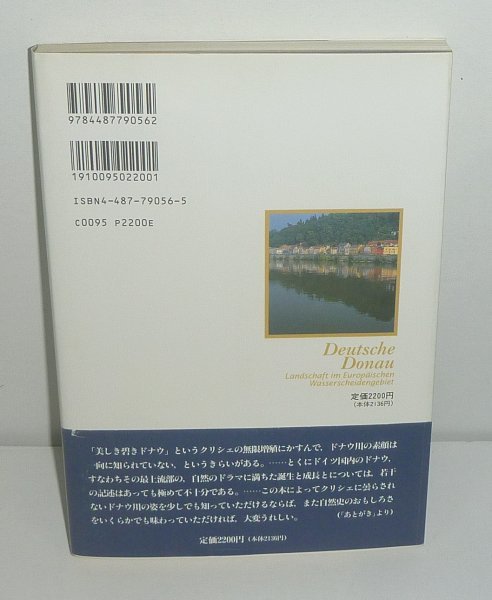 9784487790562
1910095022001
ISBN4-487-79056-5
C0095 P2200E
Deutsche
Donau
Landschaft im Europäischen
Wasserscheidengebiet
定価2200円
(本体2136円)
「美しき碧きドナウ」というクリシェの無限増殖にかすんで、ドナウ川の素顔は
一向に知られていない、というきらいがある。……とくにドイツ国内のドナウ、
すなわちその最上流部の、自然のドラマに満ちた誕生と成長とについては、若干
の記述はあっても極めて不十分である。……この本によってクリシェに曇らされ
ないドナウ川の姿を少しでも知っていただけるならば、また自然史のおもしろさ
をいくらかでも味わっていただければ、大変うれしい。
(「あとがき」より)
定価2200円(本体2136円)